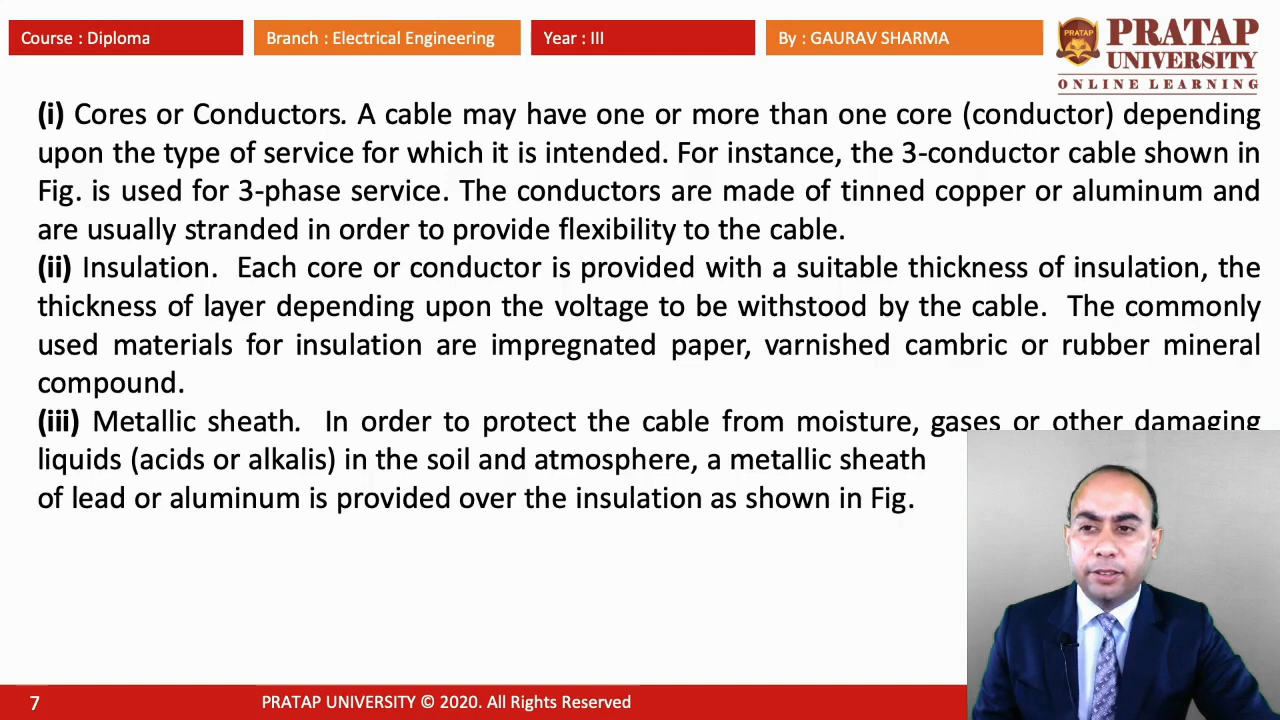 Course : Diploma
Branch : Electrical Engineering
Year : III
By : GAURAV SHARMA
PRATAP
PRATAP
UNIVERSITY
ONLINE LEARNING
(i) Cores or Conductors. A cable may have one or more than one core (conductor) depending
upon the type of service for which it is intended. For instance, the 3-conductor cable shown in
Fig. is used for 3-phase service. The conductors are made of tinned copper or aluminum and
are usually stranded in order to provide flexibility to the cable.
(ii) Insulation. Each core or conductor is provided with a suitable thickness of insulation, the
thickness of layer depending upon the voltage to be withstood by the cable. The commonly
used materials for insulation are impregnated paper, varnished cambric or rubber mineral
compound.
(iii) Metallic sheath. In order to protect the cable from moisture, gases or other damaging
liquids (acids or alkalis) in the soil and atmosphere, a metallic sheath
of lead or aluminum is provided over the insulation as shown in Fig.
7
PRATAP UNIVERSITY © 2020. All Rights Reserved